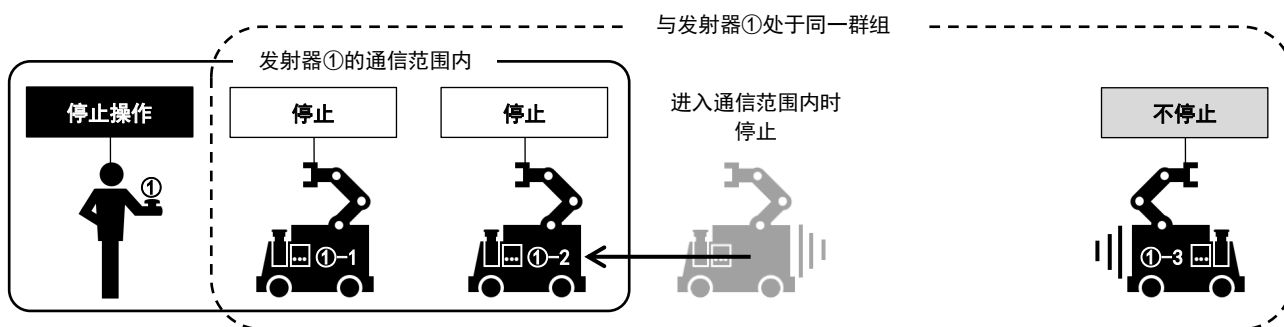 与发射器①处于同一群组
发射器①的通信范围内
停止操作
停止
停止
进入通信范围内时
停止
不停止
①
...①-1
...①-2
...
①-3...